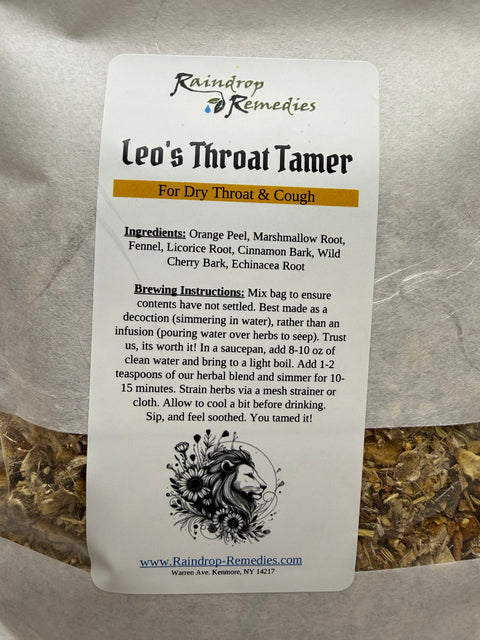 Raindrop
Remedies
Leo's Throat Tamer
For Dry Throat & Cough
Ingredients: Orange Peel, Marshmallow Root,
Fennel, Licorice Root, Cinnamon Bark, Wild
Cherry Bark, Echinacea Root
Brewing Instructions: Mix bag to ensure
contents have not settled. Best made as a
decoction (simmering in water), rather than an
infusion (pouring water over herbs to seep). Trust
us, its worth it! In a saucepan, add 8-10 oz of
clean water and bring to a light boil. Add 1-2
teaspoons of our herbal blend and simmer for 10-
15 minutes. Strain herbs via a mesh strainer or
cloth. Allow to cool a bit before drinking.
Sip, and feel soothed. You tamed it!
www.Raindrop-Remedies.com
Warren Ave. Kenmore, NY 14217